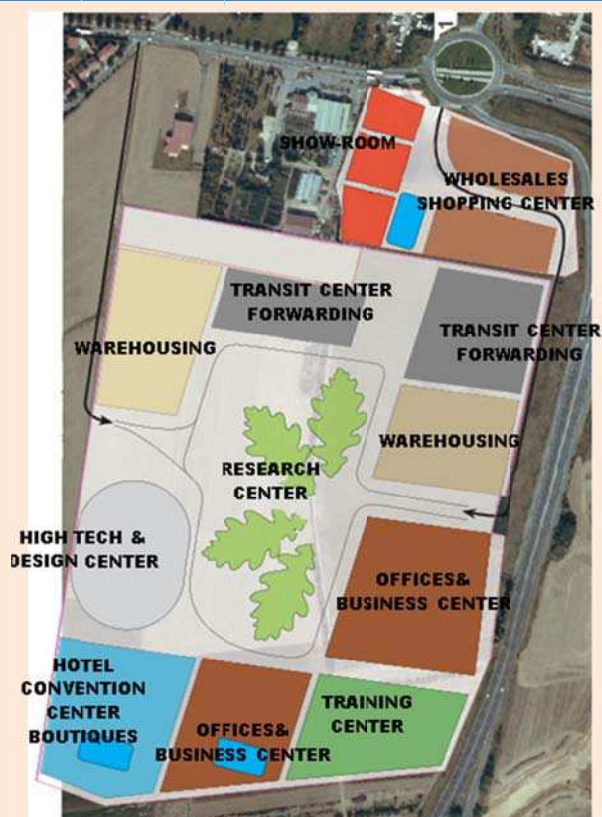 1
SHOW-ROOM
WHOLESALES
SHOPPING CENTER
TRANSIT CENTER
FORWARDING
TRANSIT CENTER
FORWARDING
WAREHOUSING
WAREHOUSING
RESEARCH
CENTER
HIGH TECH &
DESIGN CENTER
OFFICES&
BUSINESS CENTER
HOTEL
CONVENTION
CENTER
BOUTIQUES
OFFICES&
BUSINESS CENTER
TRAINING
CENTER